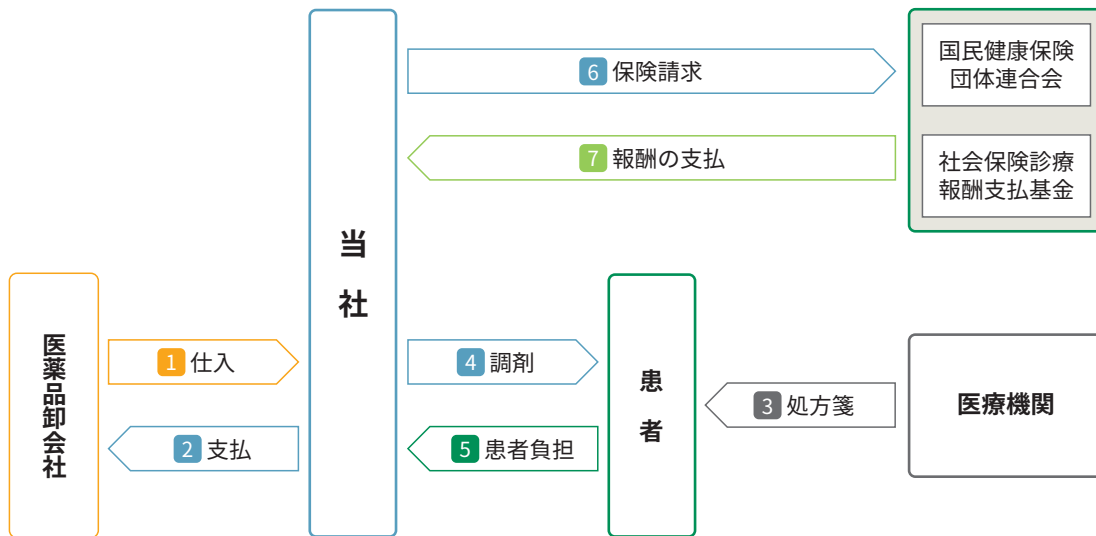 6 保険請求
国民健康保険
団体連合会
7 報酬の支払
社会保険診療
報酬支払基金
当社
医薬品卸会社
1 仕入
4 調剤
患者
3 処方箋
医療機関
2 支払
5 患者負担